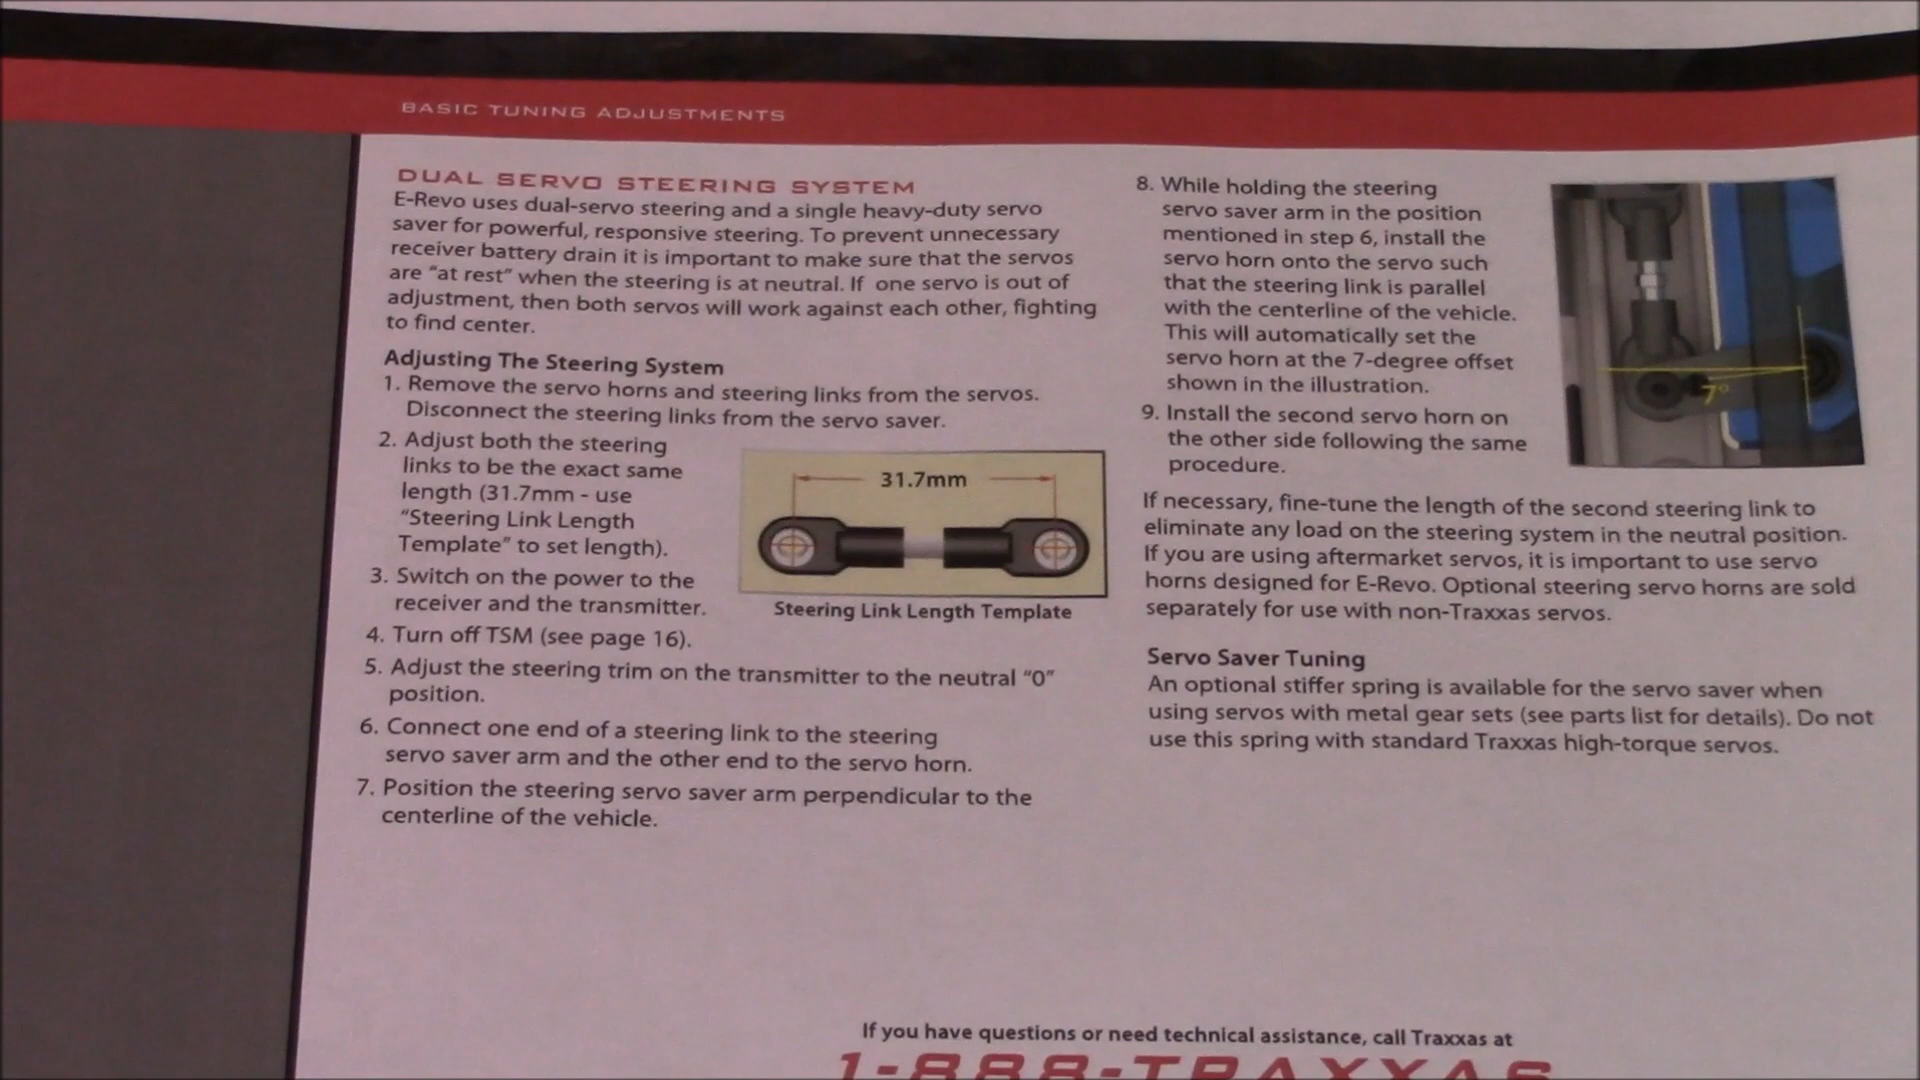 BASIC TUNING ADJUSTMENTS
DUAL SERVO STEERING SYSTEM
E-Revo uses dual-servo steering and a single heavy-duty servo
saver for powerful, responsive steering. To prevent unnecessary
receiver battery drain it is important to make sure that the servos
are “at rest” when the steering is at neutral. If one servo is out of
adjustment, then both servos will work against each other, fighting
to find center.
Adjusting The Steering System
1. Remove the servo horns and steering links from the servos.
Disconnect the steering links from the servo saver.
2. Adjust both the steering
links to be the exact same
length (31.7mm - use
“Steering Link Length
Template” to set length).
31.7mm
Steering Link Length Template
3. Switch on the power to the
receiver and the transmitter.
4. Turn off TSM (see page 16).
5. Adjust the steering trim on the transmitter to the neutral “0”
position.
6. Connect one end of a steering link to the steering
servo saver arm and the other end to the servo horn.
7. Position the steering servo saver arm perpendicular to the
centerline of the vehicle.
8. While holding the steering
servo saver arm in the position
mentioned in step 6, install the
servo horn onto the servo such
that the steering link is parallel
with the centerline of the vehicle.
This will automatically set the
servo horn at the 7-degree offset
shown in the illustration.
7°
9. Install the second servo horn on
the other side following the same
procedure.
If necessary, fine-tune the length of the second steering link to
eliminate any load on the steering system in the neutral position.
If you are using aftermarket servos, it is important to use servo
horns designed for E-Revo. Optional steering servo horns are sold
separately for use with non-Traxxas servos.
Servo Saver Tuning
An optional stiffer spring is available for the servo saver when
using servos with metal gear sets (see parts list for details). Do not
use this spring with standard Traxxas high-torque servos.
If you have questions or need technical assistance, call Traxxas at
1-888-TRAXXAS